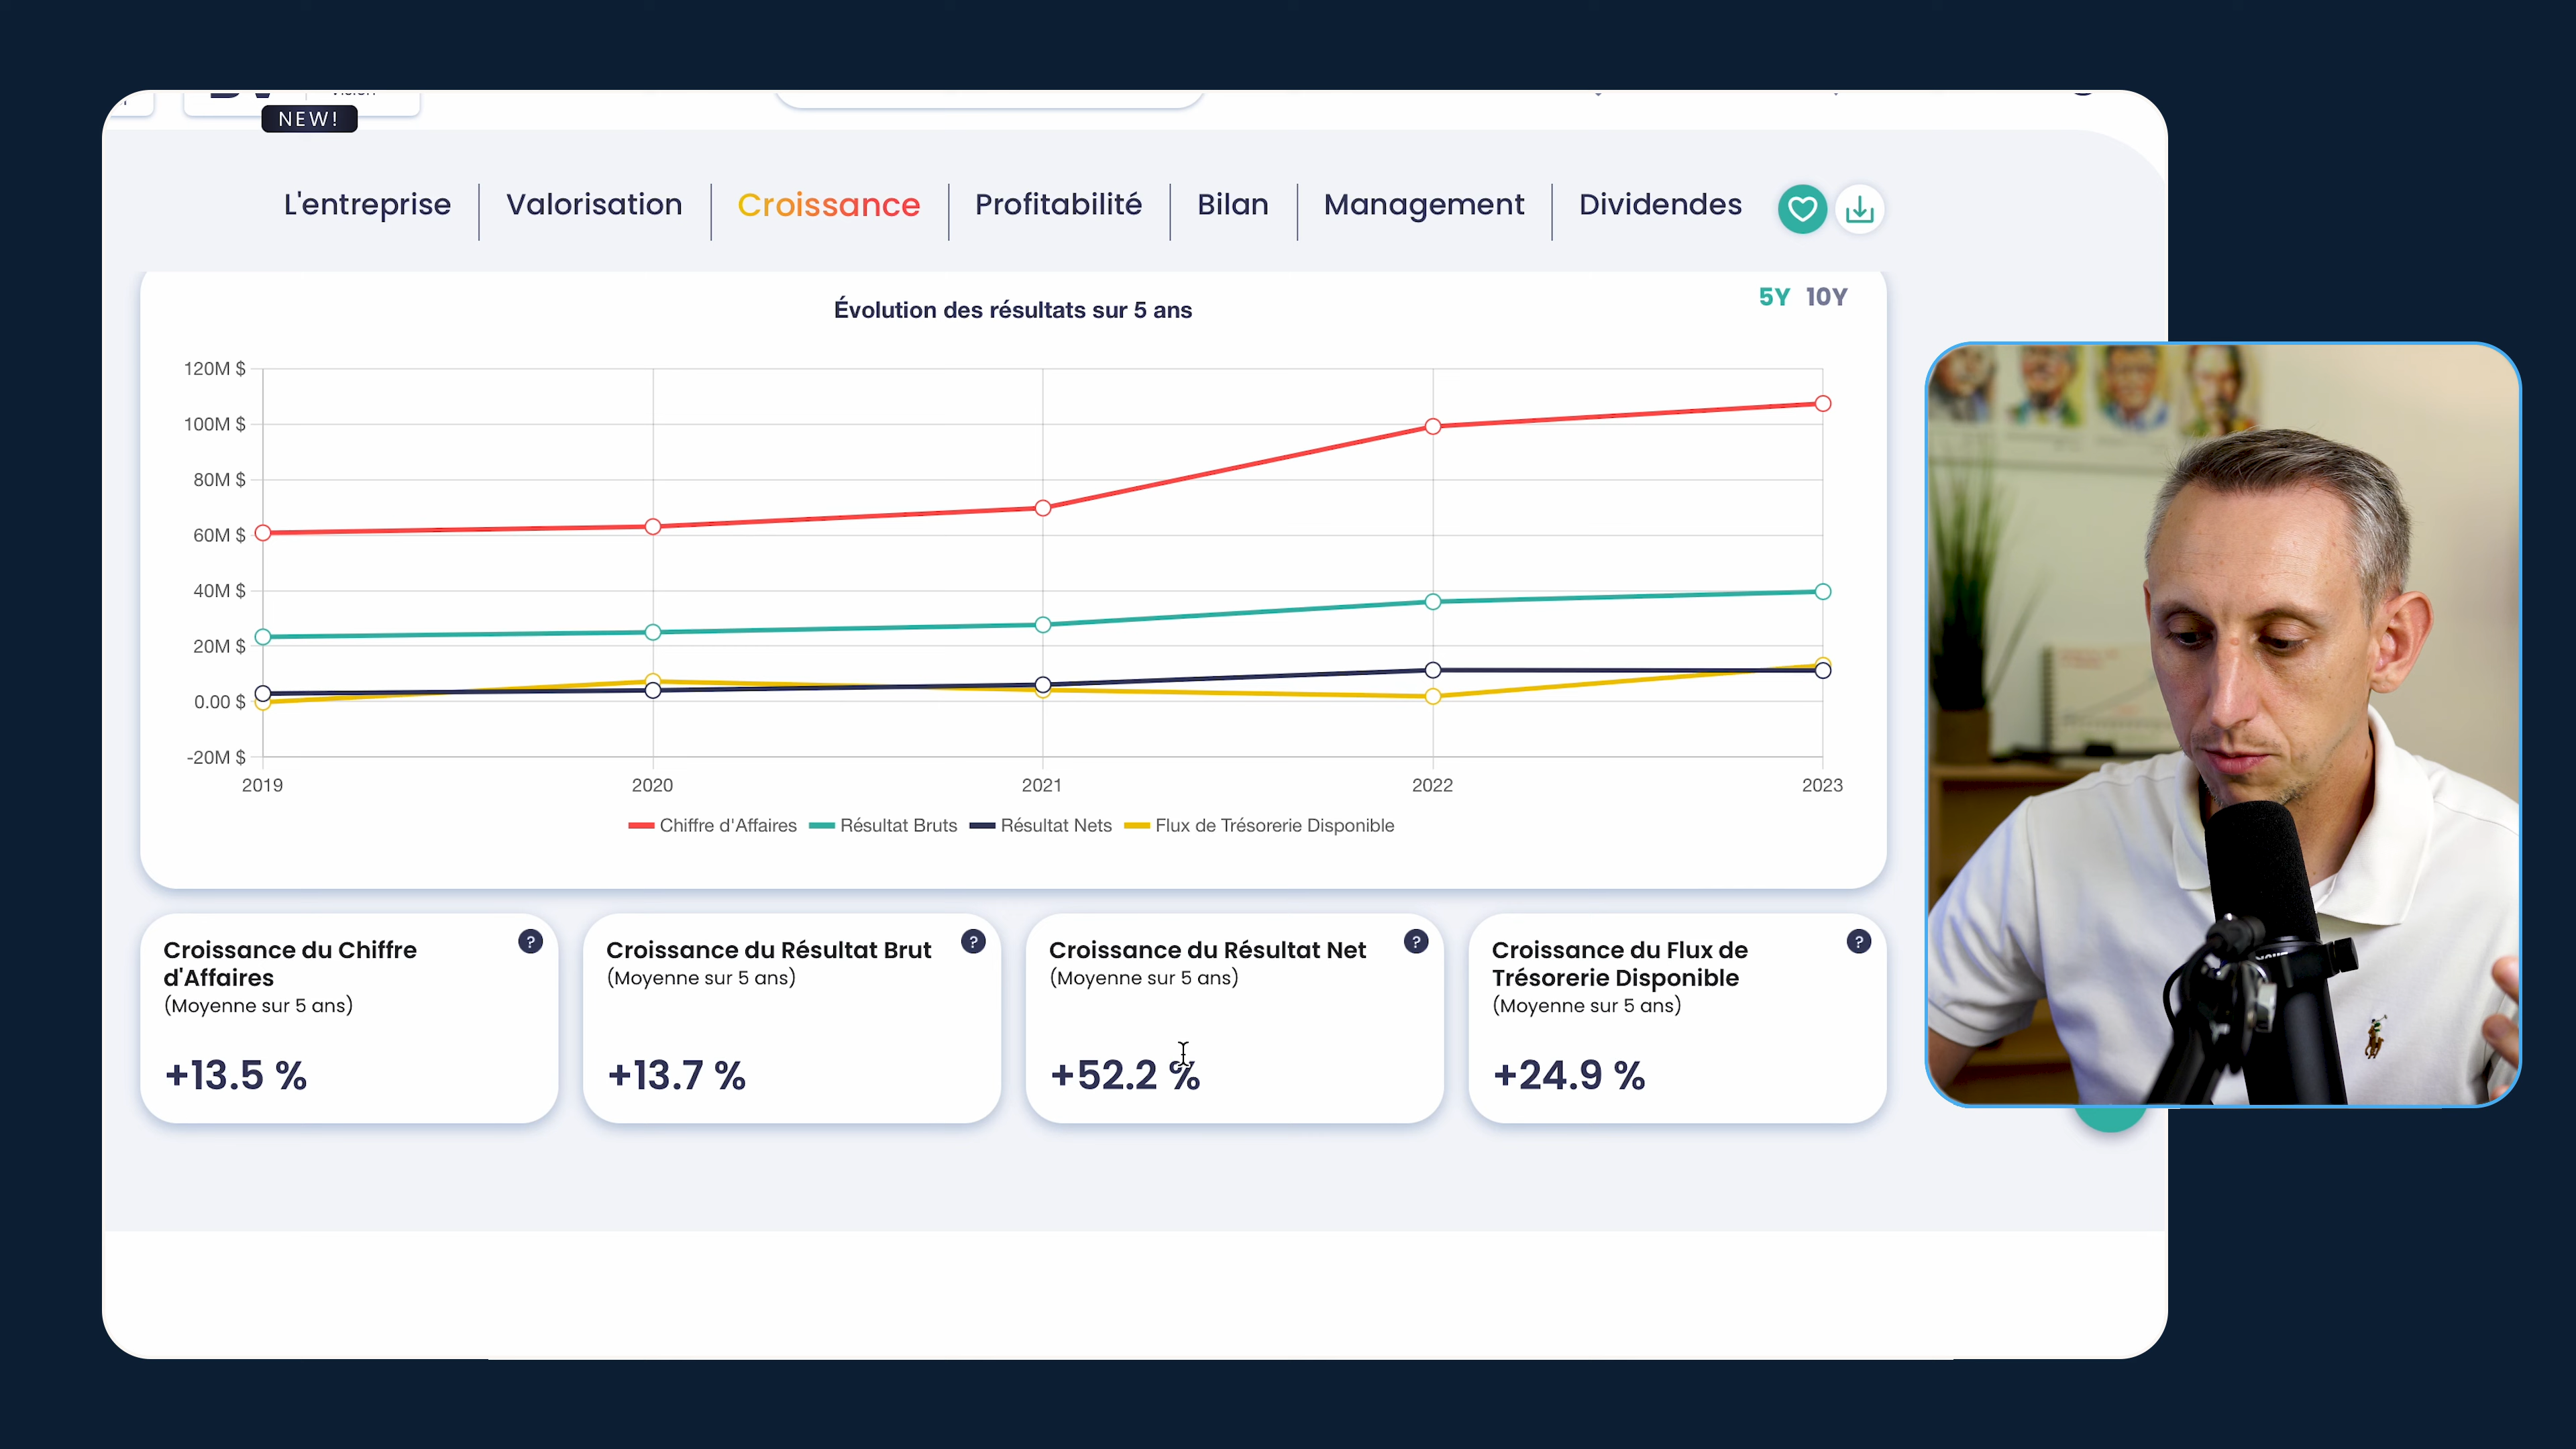 NEW!
L'entreprise
Valorisation
Croissance
Profitabilité
Bilan
Management
Dividendes
Évolution des résultats sur 5 ans
5Y 10Y
120M $
100M $
80M $
60M $
40M $
20M $
0.00 $
-20M $
2019
2020
2021
2022
2023
Chiffre d'Affaires
Résultat Bruts
Résultat Nets
Flux de Trésorerie Disponible
Croissance du Chiffre
d'Affaires
(Moyenne sur 5 ans)
+13.5 %
?
Croissance du Résultat Brut
(Moyenne sur 5 ans)
+13.7 %
?
Croissance du Résultat Net
(Moyenne sur 5 ans)
+52.2 %
?
Croissance du Flux de
Trésorerie Disponible
(Moyenne sur 5 ans)
+24.9 %
?